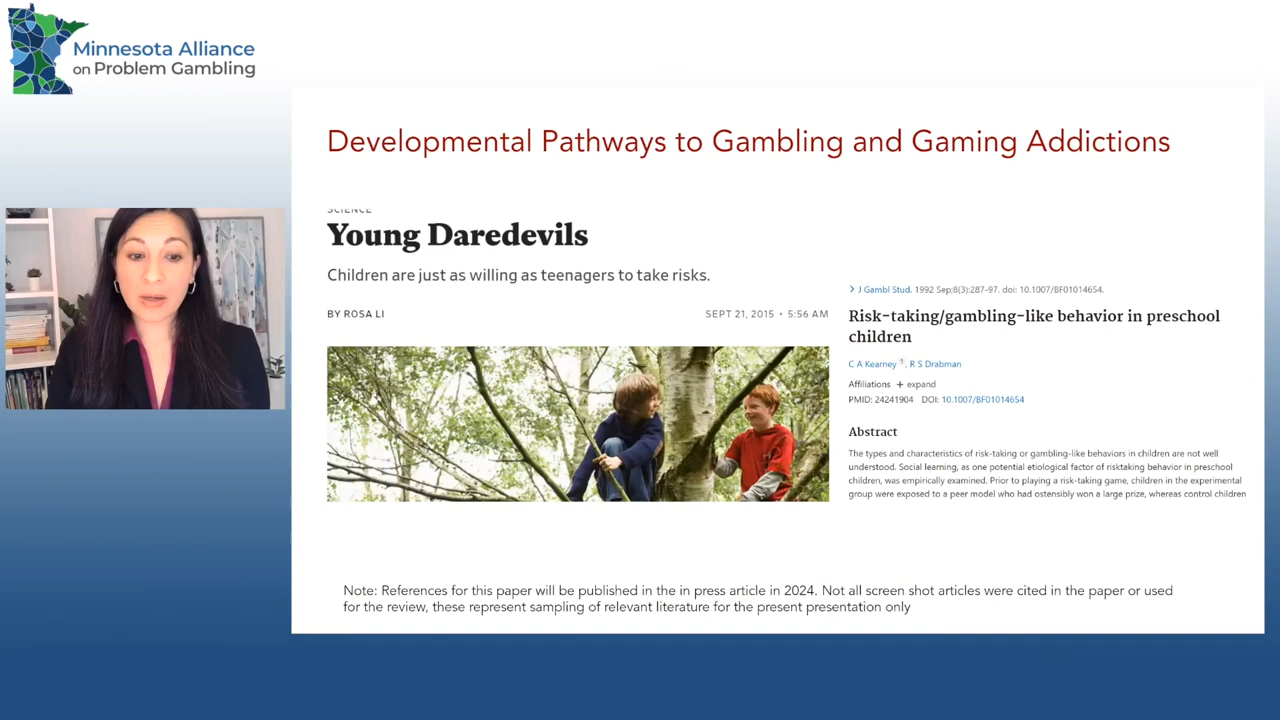 Minnesota Alliance
on Problem Gambling
Developmental Pathways to Gambling and Gaming Addictions
SCIENCE
Young Daredevils
Children are just as willing as teenagers to take risks.
BY ROSA LI
SEPT 21, 2015 • 5:56 AM
J Gambl Stud. 1992 Sep;8(3):287-97. doi: 10.1007/BF01014654.
Risk-taking/gambling-like behavior in preschool
children
C A Kearney 1, R S Drabman
Affiliations + expand
PMID: 24241904 DOI: 10.1007/BF01014654
Abstract
The types and characteristics of risk-taking or gambling-like behaviors in children are not well
understood. Social learning, as one potential etiological factor of risktaking behavior in preschool
children, was empirically examined. Prior to playing a risk-taking game, children in the experimental
group were exposed to a peer model who had ostensibly won a large prize, whereas control children
Note: References for this paper will be published in the in press article in 2024. Not all screen shot articles were cited in the paper or used
for the review, these represent sampling of relevant literature for the present presentation only